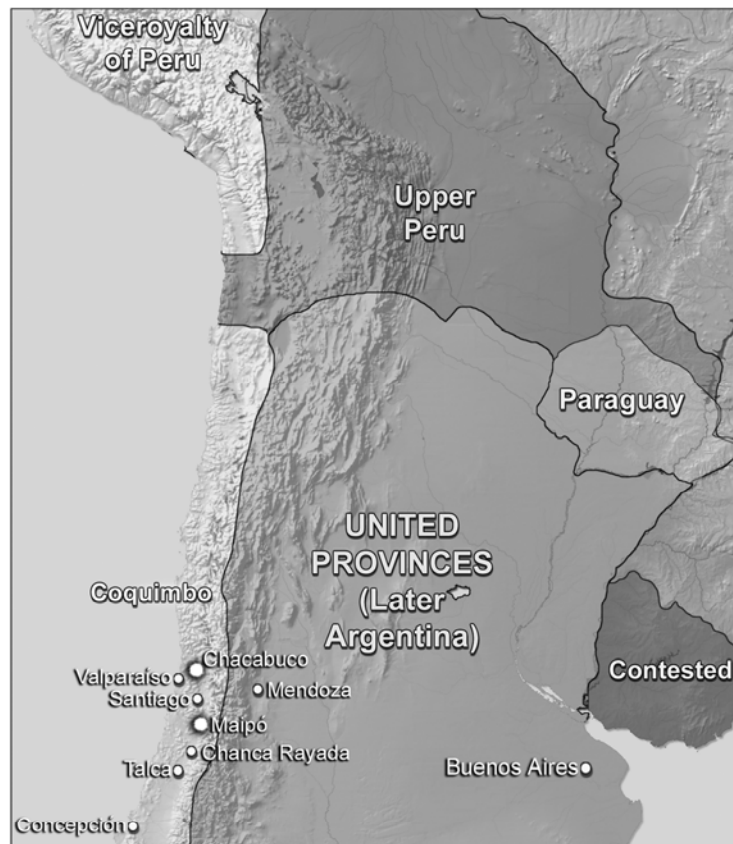 Viceroyalty
of Peru
Upper
Peru
Paraguay
UNITED
PROVINCES
(Later
Argentina)
Coquimbo
Chacabuco
Contested
Valparaíso
Mendoza
Santiago
Maipó
Chanca Rayada
Talca
Buenos Aires
Concepción